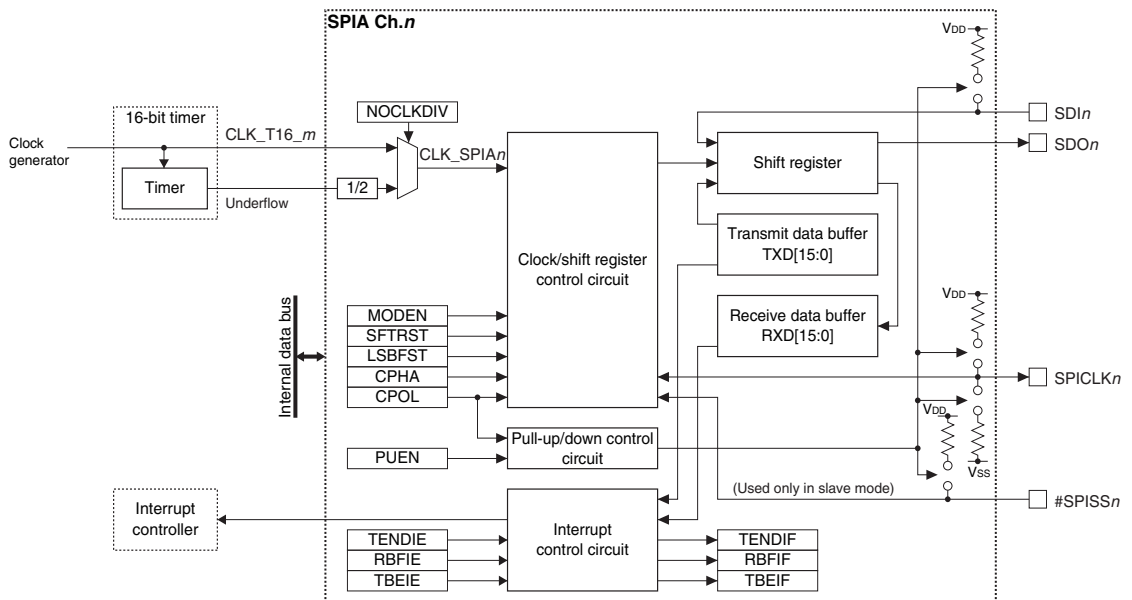 SPIA Ch.n
VDD
NOCLKDIV
16-bit timer
SDIn
Clock
generator
CLK_T16_m
CLK_SPIAn
SDOn
Shift register
Timer
1/2
Underflow
Transmit data buffer
TXD[15:0]
Clock/shift register
control circuit
VDD
Internal data bus
MODEN
SFTRST
LSBFST
CPHA
CPOL
Receive data buffer
RXD[15:0]
SPICLKn
VDD
Pull-up/down control
circuit
PUEN
VSS
(Used only in slave mode)
#SPISSn
Interrupt
controller
Interrupt
control circuit
TENDIE
RBFIE
TBEIE
TENDIF
RBFIF
TBEIF